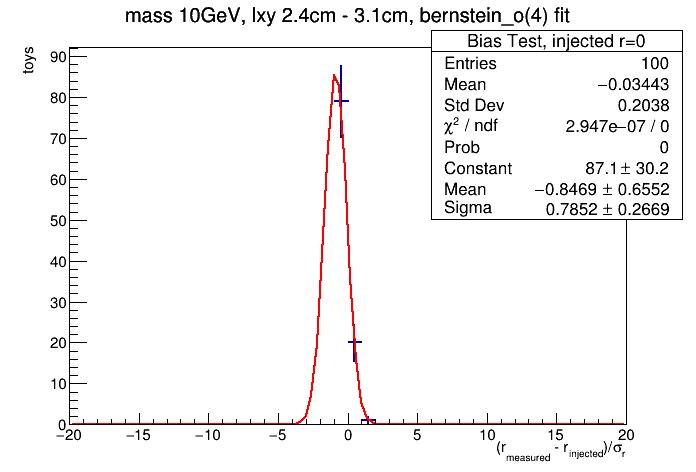 mass 10GeV, lxy 2.4cm - 3.1cm, bernstein_o(4) fit
toys
Bias Test, injected r=0
Entries 100
Mean −0.03443
Std Dev 0.2038
χ² / ndf 2.947e−07 / 0
Prob 0
Constant 87.1 ± 30.2
Mean −0.8469 ± 0.6552
Sigma 0.7852 ± 0.2669
90
80
70
60
50
40
30
20
10
0
−20 −15 −10 −5 0 5 10 15 20
(r_measured - r_injected)/σ_r